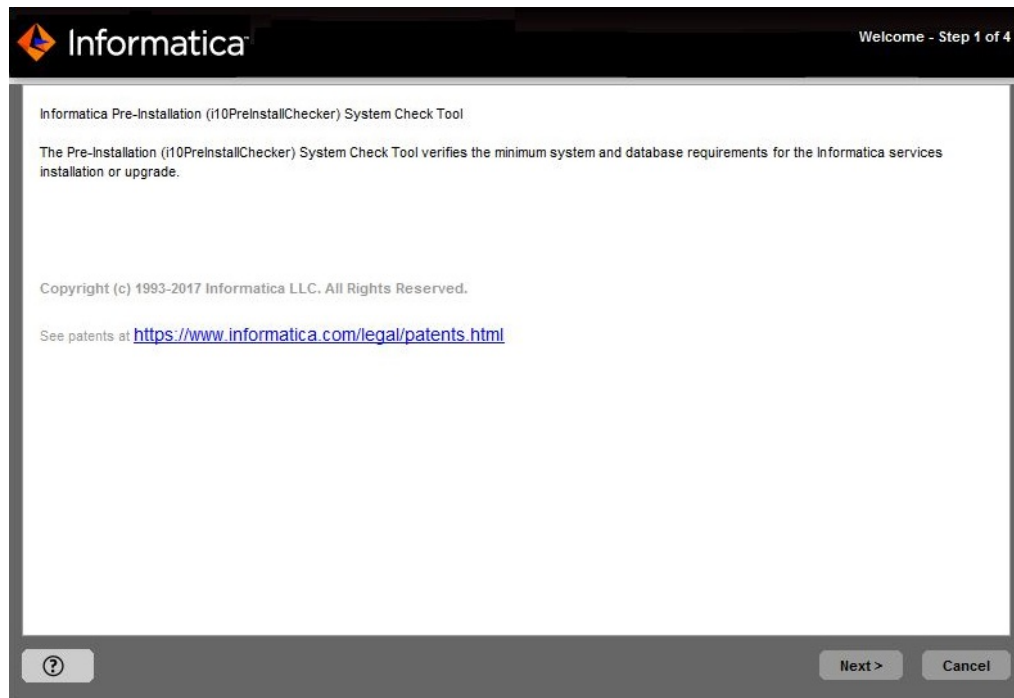 Informatica™
Welcome - Step 1 of 4
Informatica Pre-Installation (i10PreInstallChecker) System Check Tool
The Pre-Installation (i10PreInstallChecker) System Check Tool verifies the minimum system and database requirements for the Informatica services
installation or upgrade.
Copyright (c) 1993-2017 Informatica LLC. All Rights Reserved.
See patents at https://www.informatica.com/legal/patents.html
?
Next >
Cancel